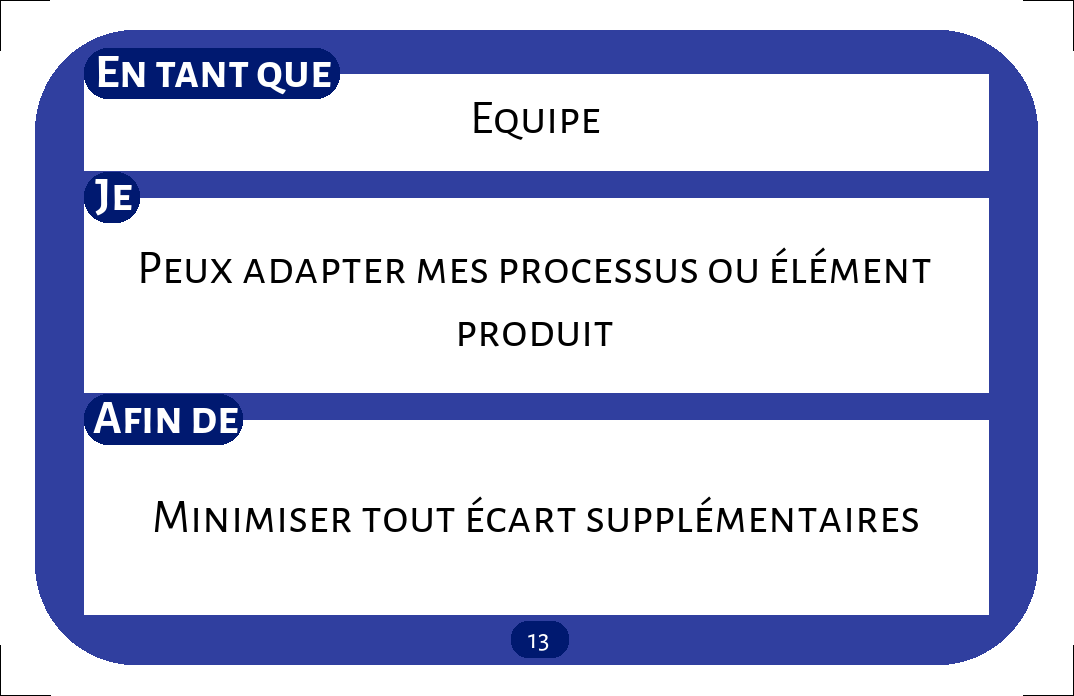 En tant que
Equipe
Je
Peux adapter mes processus ou élément
produit
Afin de
Minimiser tout écart supplémentaires
13